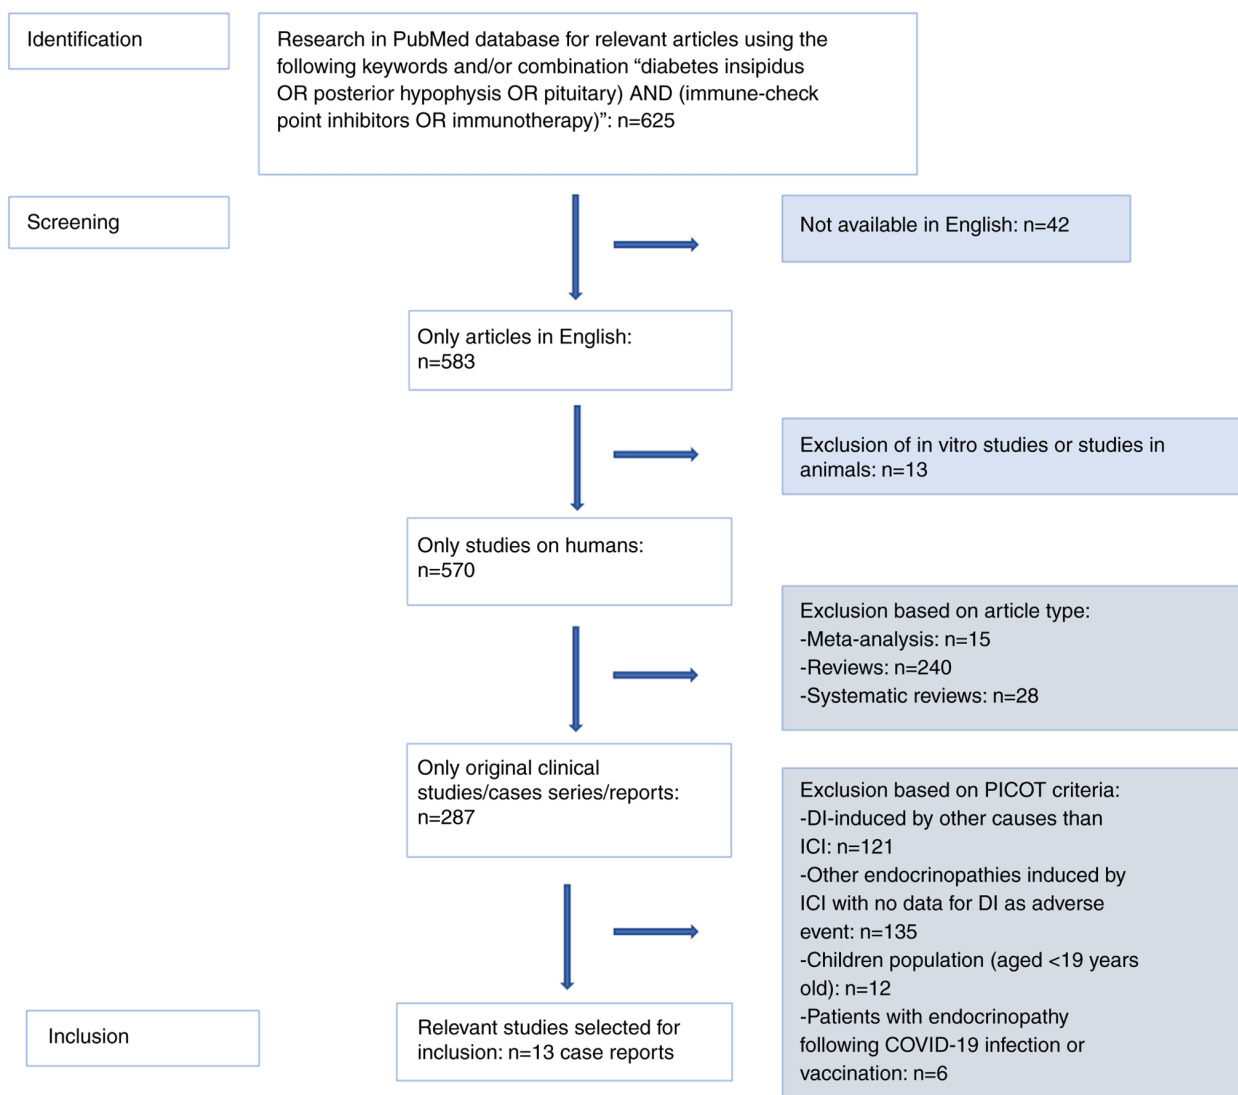 Identification
Research in PubMed database for relevant articles using the
following keywords and/or combination “diabetes insipidus
OR posterior hypophysis OR pituitary) AND (immune-check
point inhibitors OR immunotherapy)”: n=625
Screening
Not available in English: n=42
Only articles in English:
n=583
Exclusion of in vitro studies or studies in
animals: n=13
Only studies on humans:
n=570
Exclusion based on article type:
-Meta-analysis: n=15
-Reviews: n=240
-Systematic reviews: n=28
Only original clinical
studies/cases series/reports:
n=287
Exclusion based on PICOT criteria:
-DI-induced by other causes than
ICI: n=121
-Other endocrinopathies induced by
ICI with no data for DI as adverse
event: n=135
-Children population (aged <19 years
old): n=12
-Patients with endocrinopathy
following COVID-19 infection or
vaccination: n=6
Inclusion
Relevant studies selected for
inclusion: n=13 case reports